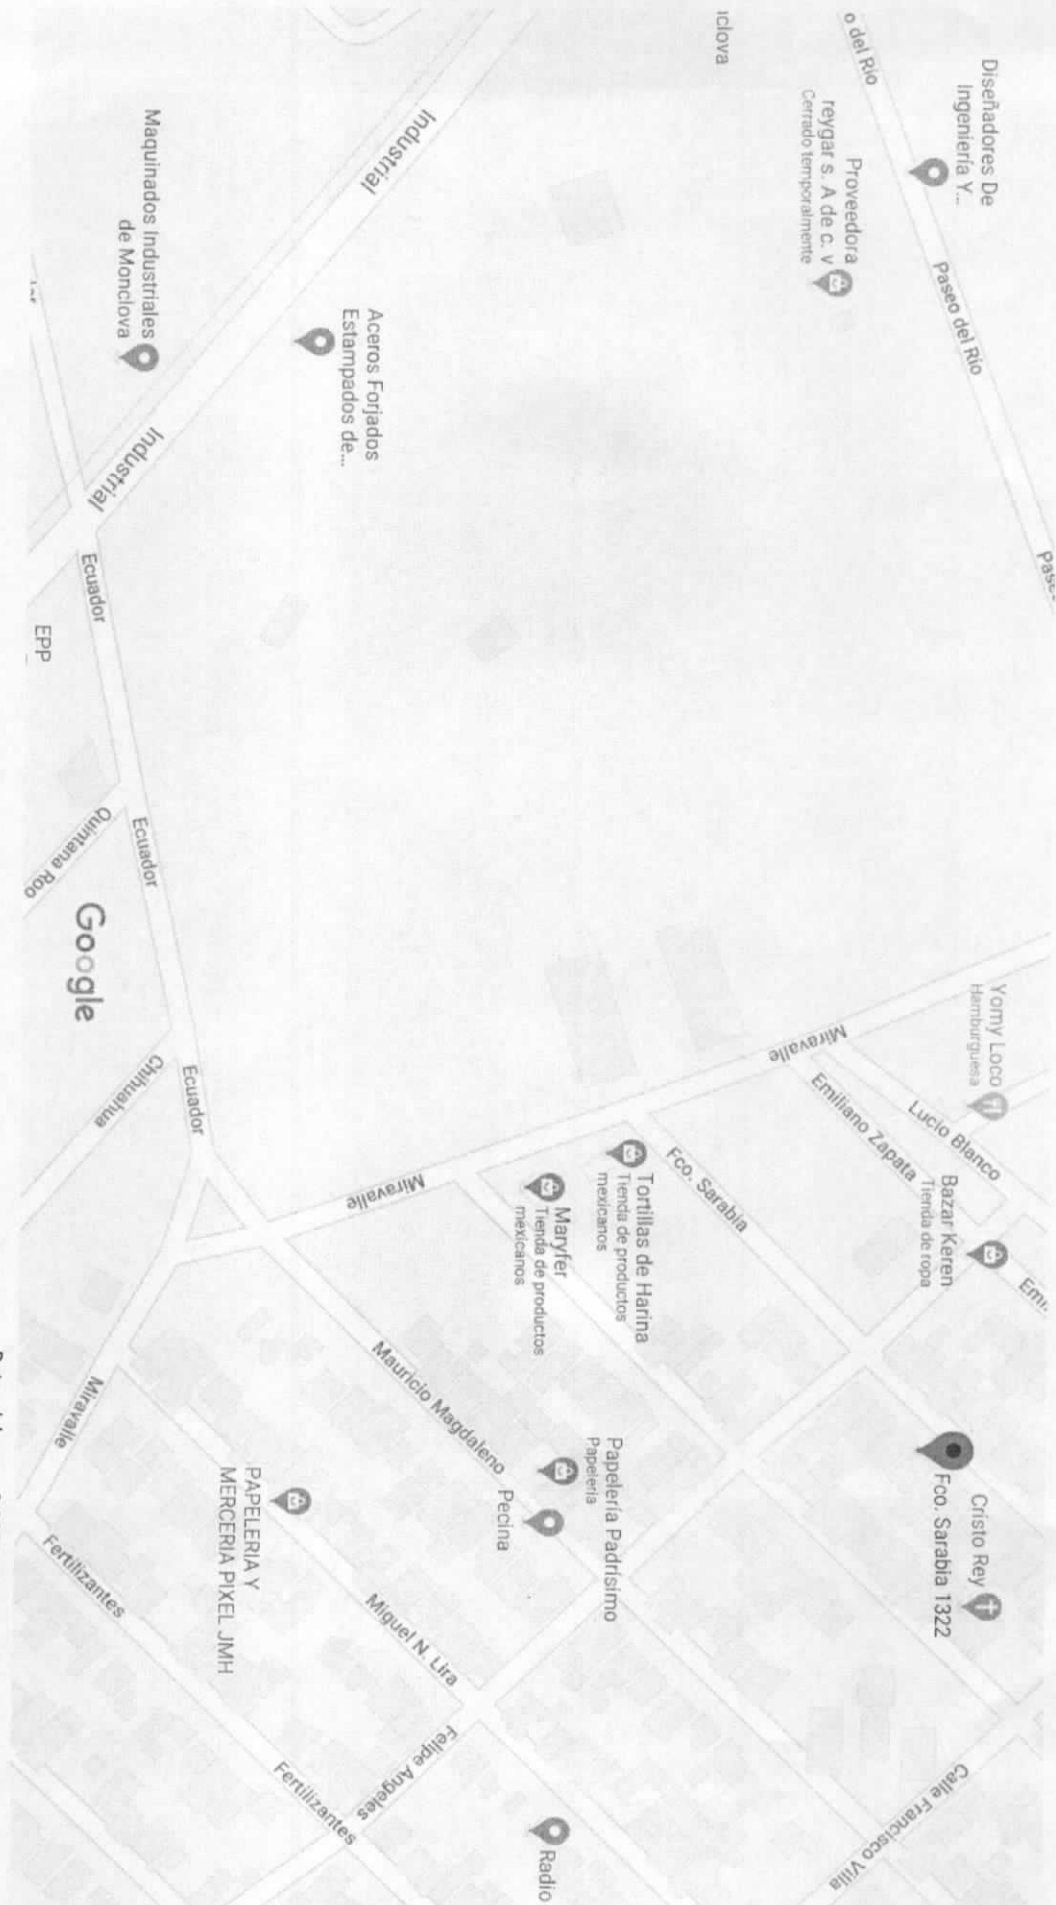 Diseñadores De
Ingeniería Y...
o del Rio
Paseo del Rio
Proveedora
reygar s. A de c. v
Cerrado temporalmente
Industrial
Aceros Forjados
Estampados de...
Maquinados Industriales
de Monclova
Industrial
Ecuador
EPP
Ecuador
Quintana Roo
Google
Chihuahua
Ecuador
Yomy Loco
Hamburguesa
Miravalle
Lucio Blanco
Emiliano Zapata
Bazar Keren
Tienda de ropa
Fco. Sarabia
Tortillas de Harina
Tienda de productos
mexicanos
Maryfer
Tienda de productos
mexicanos
Miravalle
Cristo Rey
Fco. Sarabia 1322
Papelería Padrísimo
Papelería
Pecina
Mauricio Magdaleno
Miravalle
PAPELERIA Y
MERCERIA PIXEL JMH
Miguel N. Lira
Fertilizantes
Felipe Angeles
Fertilizantes
Calle Francisco Villa
Radio